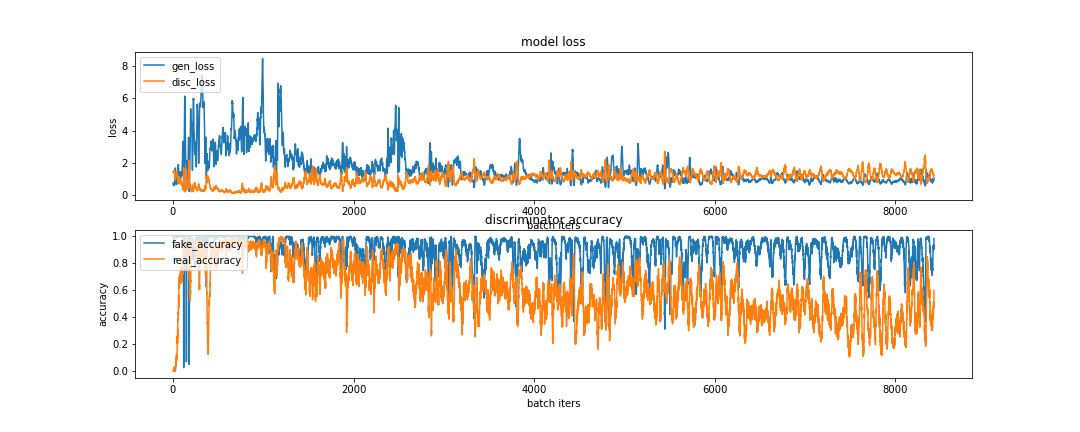 model loss
gen_loss
disc_loss
loss
8
6
4
2
0
0 2000 4000 6000 8000
batch iters
discriminator accuracy
fake_accuracy
real_accuracy
accuracy
1.0
0.8
0.6
0.4
0.2
0.0
0 2000 4000 6000 8000
batch iters